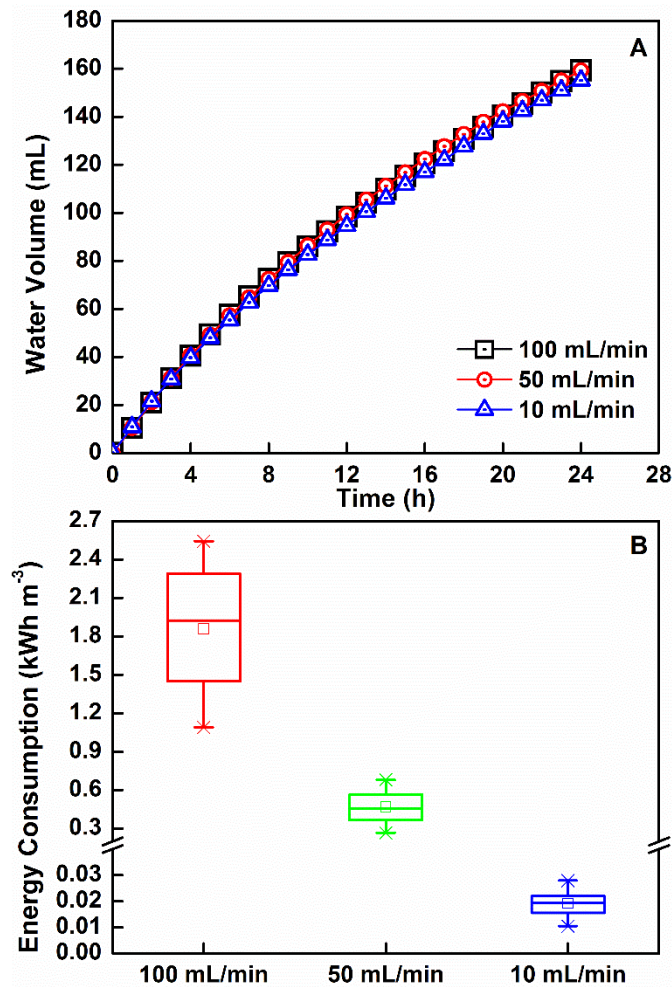 A
Water Volume (mL)
180
160
140
120
100
80
60
40
20
0
100 mL/min
50 mL/min
10 mL/min
0 4 8 12 16 20 24 28
Time (h)
B
Energy Consumption (kWh m⁻³)
2.7
2.4
2.1
1.8
1.5
1.2
0.9
0.6
0.3
0.03
0.02
0.01
0.00
100 mL/min 50 mL/min 10 mL/min